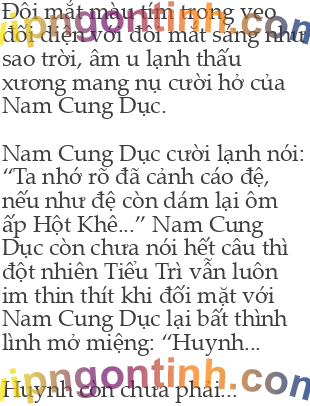 Đôi mắt màu tím trong veo
đối diện với đôi mắt sáng như
sao trời, âm u lạnh thấu
xương mang nụ cười hở của
Nam Cung Dục.
Nam Cung Dục cười lạnh nói:
“Ta nhớ rõ đã cảnh cáo đệ,
nếu như đệ còn dám lại ôm
ấp Hột Khê...” Nam Cung
Dục còn chưa nói hết câu thì
đột nhiên Tiểu Trì vẫn luôn
im thin thít khi đối mặt với
Nam Cung Dục lại bất thình
lình mở miệng: “Huynh...
Huynh còn chưa phải...
vipngontinh.com
vipngontinh.com